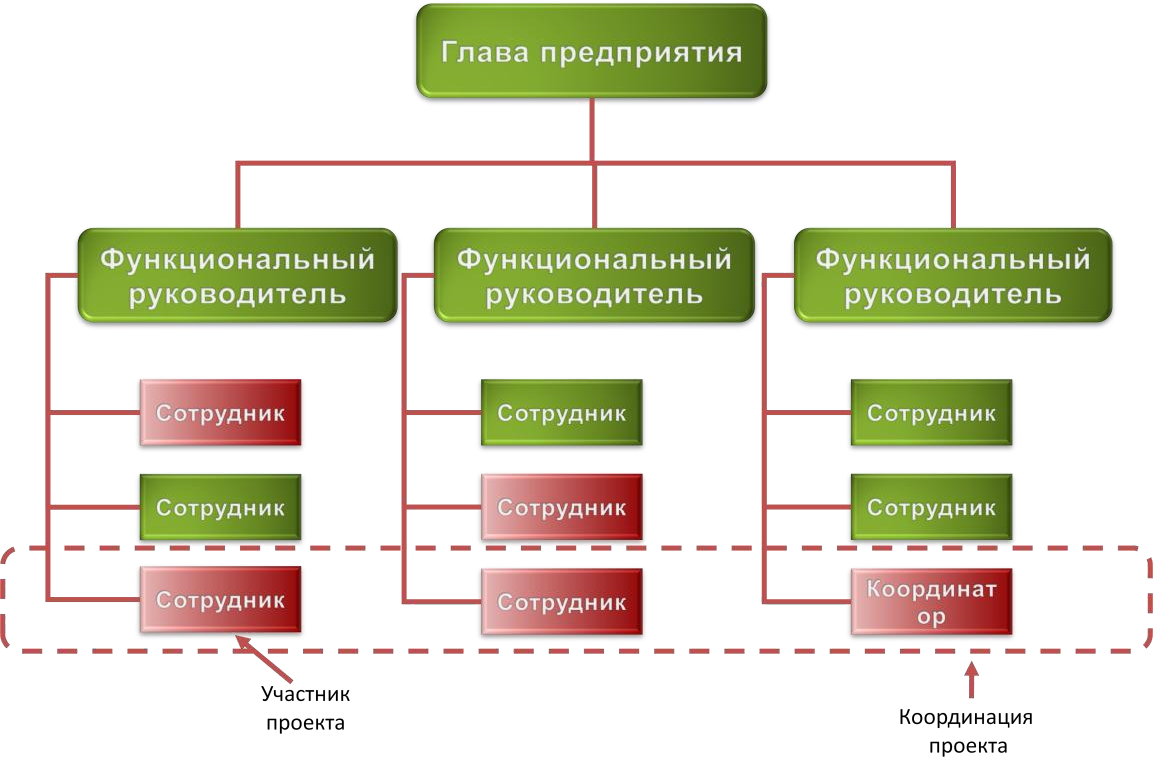 Глава предприятия
Функциональный
руководитель
Функциональный
руководитель
Функциональный
руководитель
Сотрудник
Сотрудник
Сотрудник
Сотрудник
Сотрудник
Сотрудник
Сотрудник
Сотрудник
Координат
ор
Участник
проекта
Координация
проекта